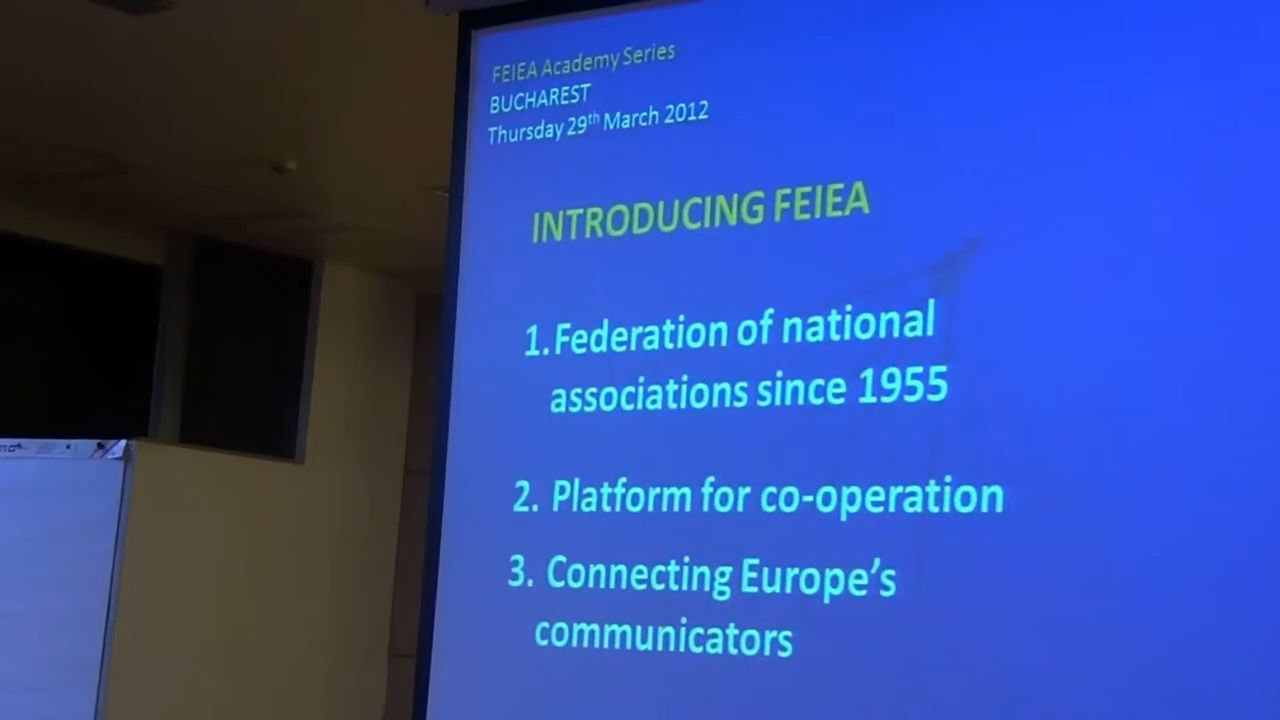 FEIEA Academy Series
BUCHAREST
Thursday 29th March 2012
INTRODUCING FEIEA
1. Federation of national
associations since 1955
2. Platform for co-operation
3. Connecting Europe's
communicators